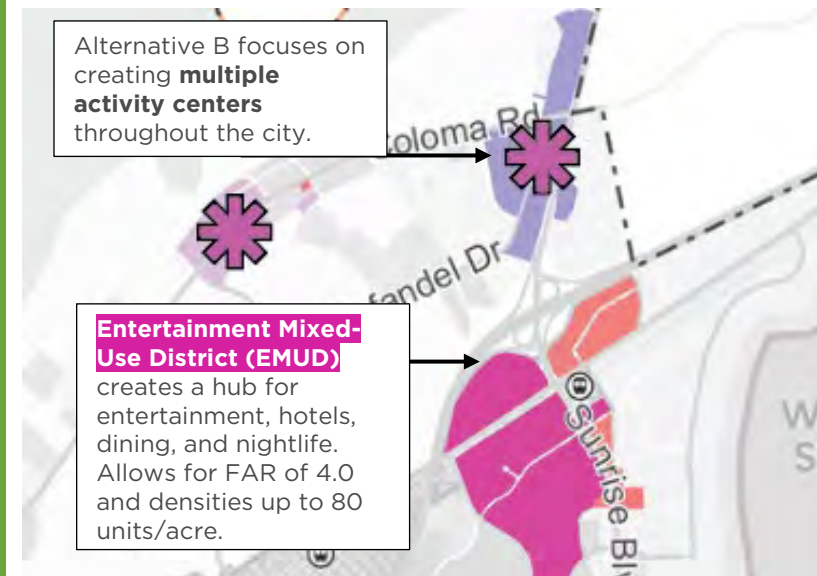 Alternative B focuses on
creating multiple
activity centers
throughout the city.
Coloma Rd
fandel Dr
Entertainment Mixed-
Use District (EMUD)
creates a hub for
entertainment, hotels,
dining, and nightlife.
Allows for FAR of 4.0
and densities up to 80
units/acre.
Sunrise Blv
W
S